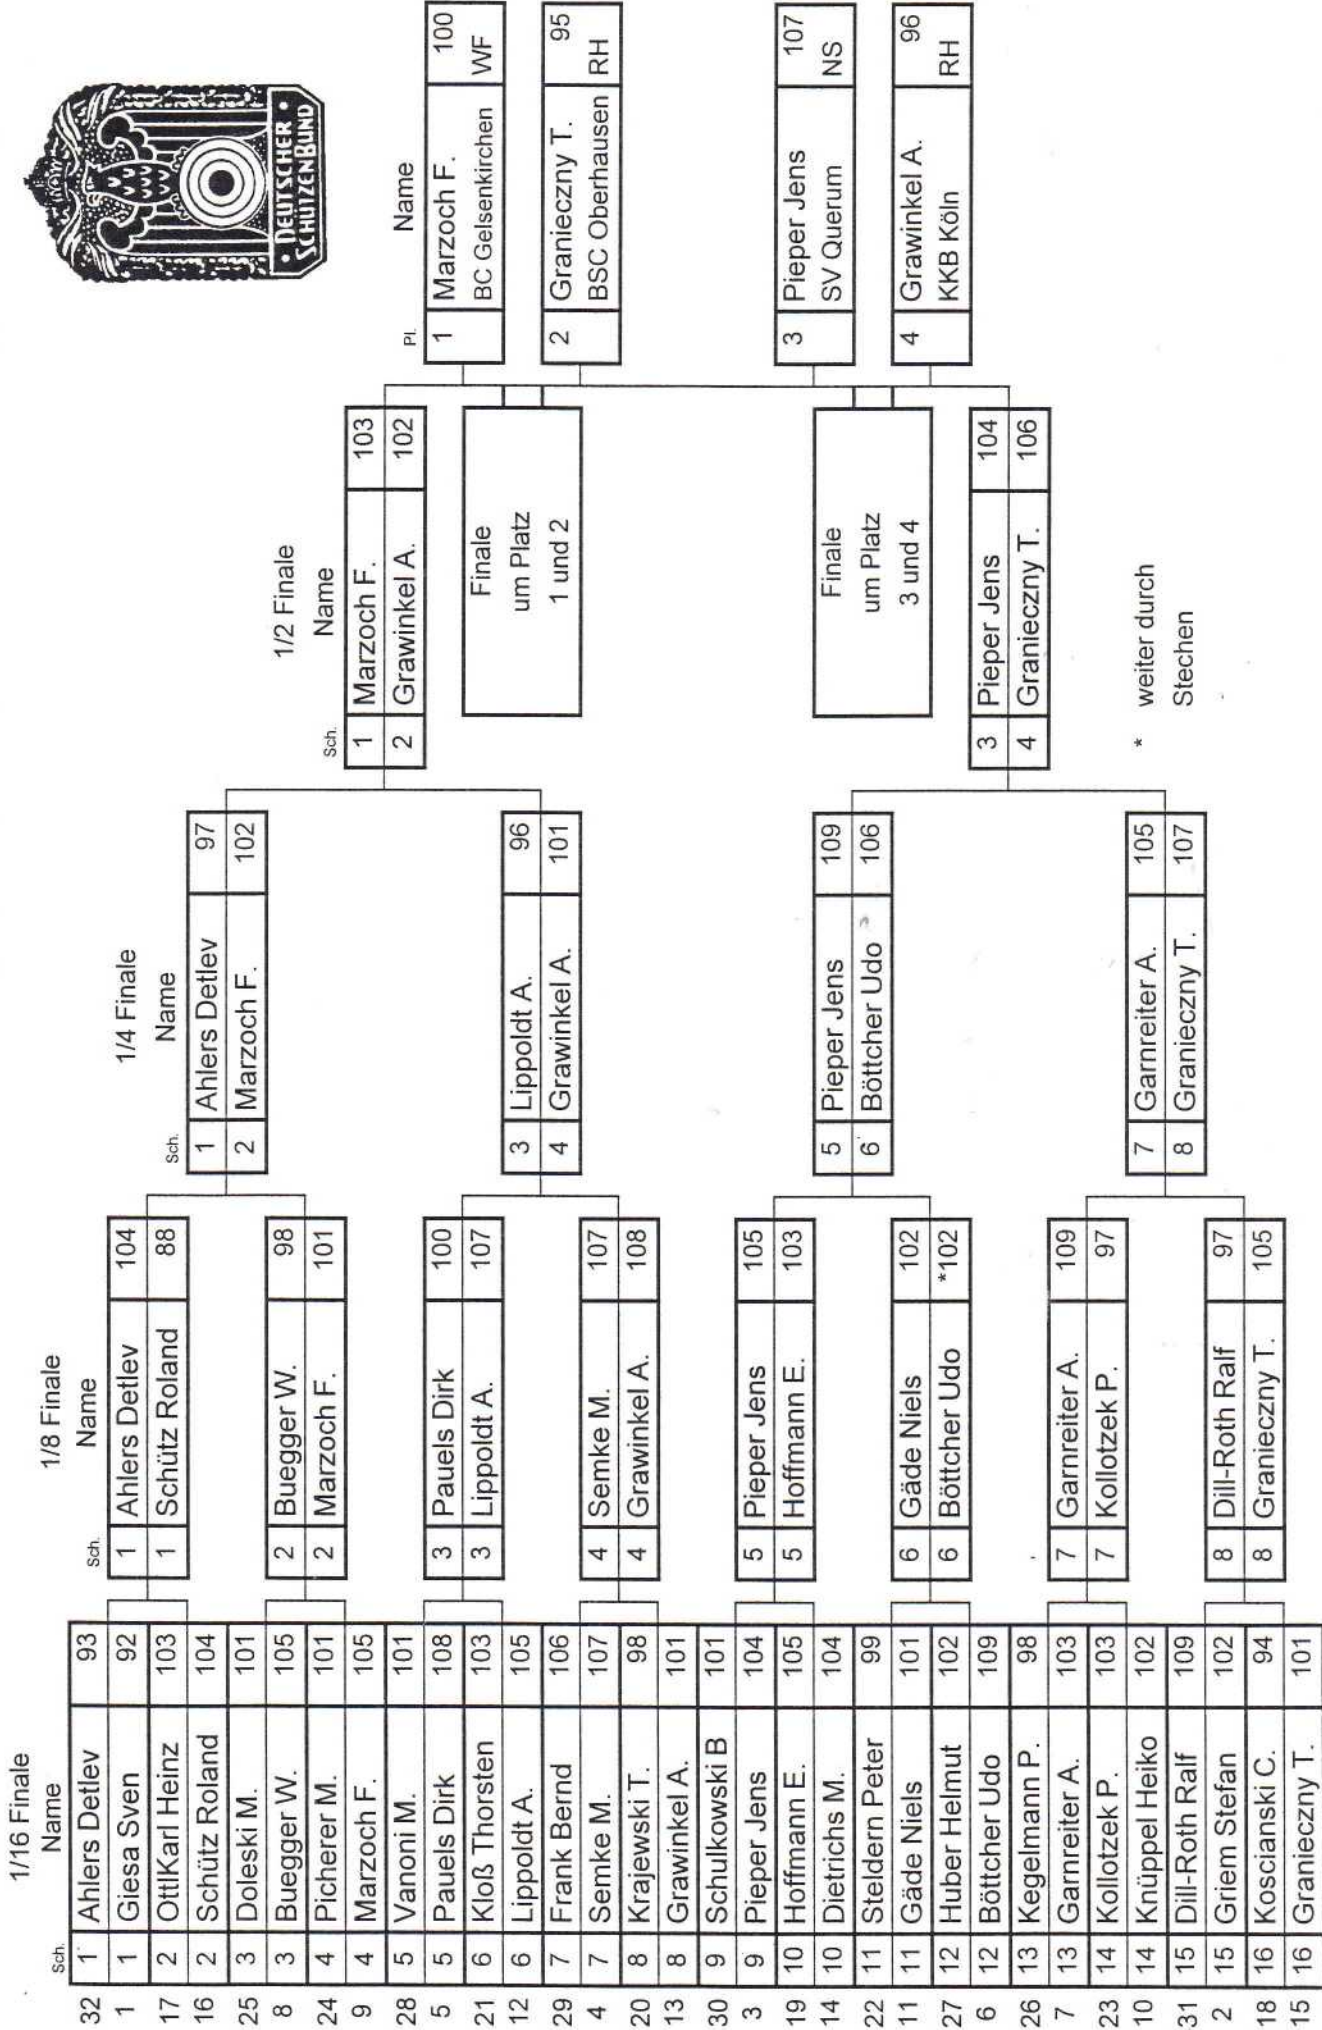 DEUTSCHER
SCHÜTZENBUND
1/16 Finale
Sch. Name
32 1 Ahlers Detlev 93
1 1 Giesa Sven 92
17 2 OttlKarl Heinz 103
16 2 Schütz Roland 104
25 3 Doleski M. 101
8 3 Buegger W. 105
24 4 Picherer M. 101
9 4 Marzoch F. 105
28 5 Vanoni M. 101
5 5 Pauels Dirk 108
21 6 Kloß Thorsten 103
12 6 Lippoldt A. 105
29 7 Frank Bernd 106
4 7 Semke M. 107
20 8 Krajewski T. 98
13 8 Grawinkel A. 101
30 9 Schulkowski B 101
3 9 Pieper Jens 104
19 10 Hoffmann E. 105
14 10 Dietrichs M. 104
22 11 Steldern Peter 99
11 11 Gäde Niels 101
27 12 Huber Helmut 102
6 12 Böttcher Udo 109
26 13 Kegelmann P. 98
7 13 Garnreiter A. 103
23 14 Kollotzek P. 103
10 14 Knüppel Heiko 102
31 15 Dill-Roth Ralf 109
2 15 Griem Stefan 102
18 16 Koscianski C. 94
15 16 Granieczny T. 101
1/8 Finale
Sch. Name
1 Ahlers Detlev 104
1 Schütz Roland 88
2 Buegger W. 98
2 Marzoch F. 101
3 Pauels Dirk 100
3 Lippoldt A. 107
4 Semke M. 107
4 Grawinkel A. 108
5 Pieper Jens 105
5 Hoffmann E. 103
6 Gäde Niels 102
6 Böttcher Udo *102
7 Garnreiter A. 109
7 Kollotzek P. 97
8 Dill-Roth Ralf 97
8 Granieczny T. 105
1/4 Finale
Sch. Name
1 Ahlers Detlev 97
2 Marzoch F. 102
3 Lippoldt A. 96
4 Grawinkel A. 101
5 Pieper Jens 109
6 Böttcher Udo 106
7 Garnreiter A. 105
8 Granieczny T. 107
1/2 Finale
Sch. Name
1 Marzoch F. 103
2 Grawinkel A. 102
Finale
um Platz
1 und 2
Finale
um Platz
3 und 4
3 Pieper Jens 104
4 Granieczny T. 106
* weiter durch
Stechen
Pl. Name
1 Marzoch F. 100
BC Gelsenkirchen WF
2 Granieczny T. 95
BSC Oberhausen RH
3 Pieper Jens 107
SV Querum NS
4 Grawinkel A. 96
KKB Köln RH